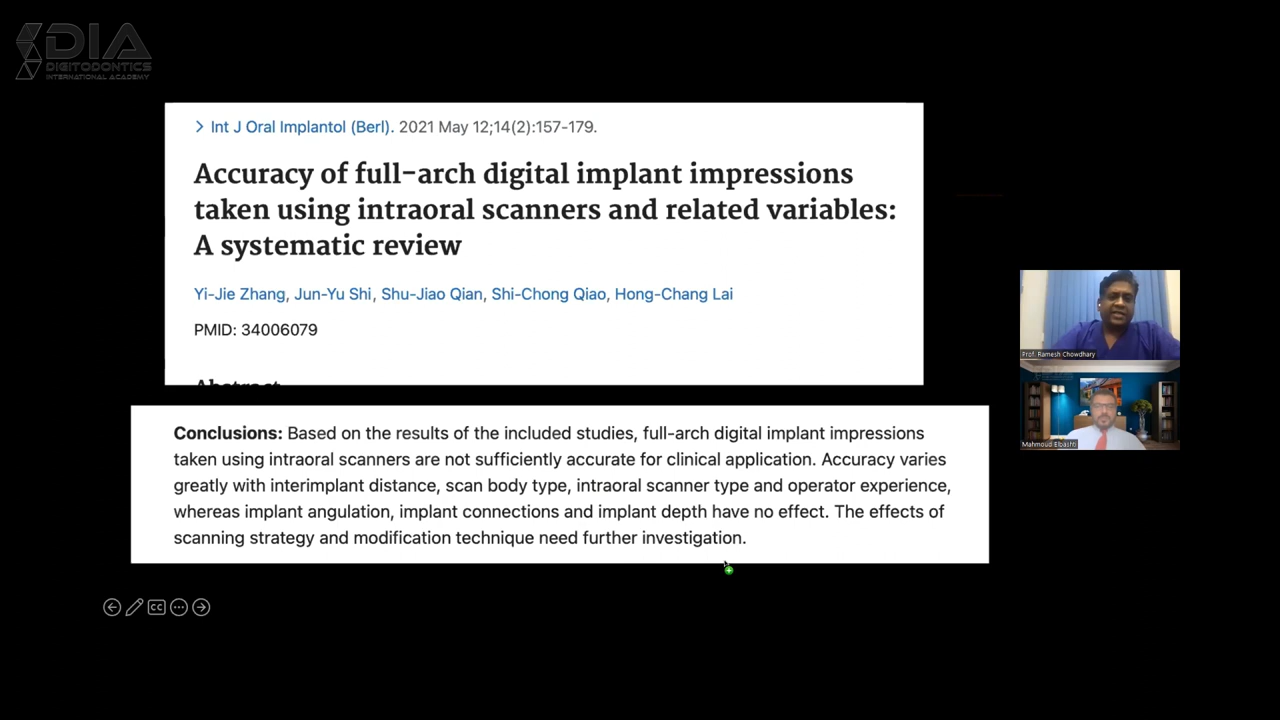 DIA
DIGITODONTICS
INTERNATIONAL ACADEMY
> Int J Oral Implantol (Berl). 2021 May 12;14(2):157-179.
Accuracy of full-arch digital implant impressions
taken using intraoral scanners and related variables:
A systematic review
Yi-Jie Zhang, Jun-Yu Shi, Shu-Jiao Qian, Shi-Chong Qiao, Hong-Chang Lai
PMID: 34006079
Abstract
Conclusions: Based on the results of the included studies, full-arch digital implant impressions
taken using intraoral scanners are not sufficiently accurate for clinical application. Accuracy varies
greatly with interimplant distance, scan body type, intraoral scanner type and operator experience,
whereas implant angulation, implant connections and implant depth have no effect. The effects of
scanning strategy and modification technique need further investigation.
CC
Prof. Ramesh Chowdhary
Mahmoud Elbashti